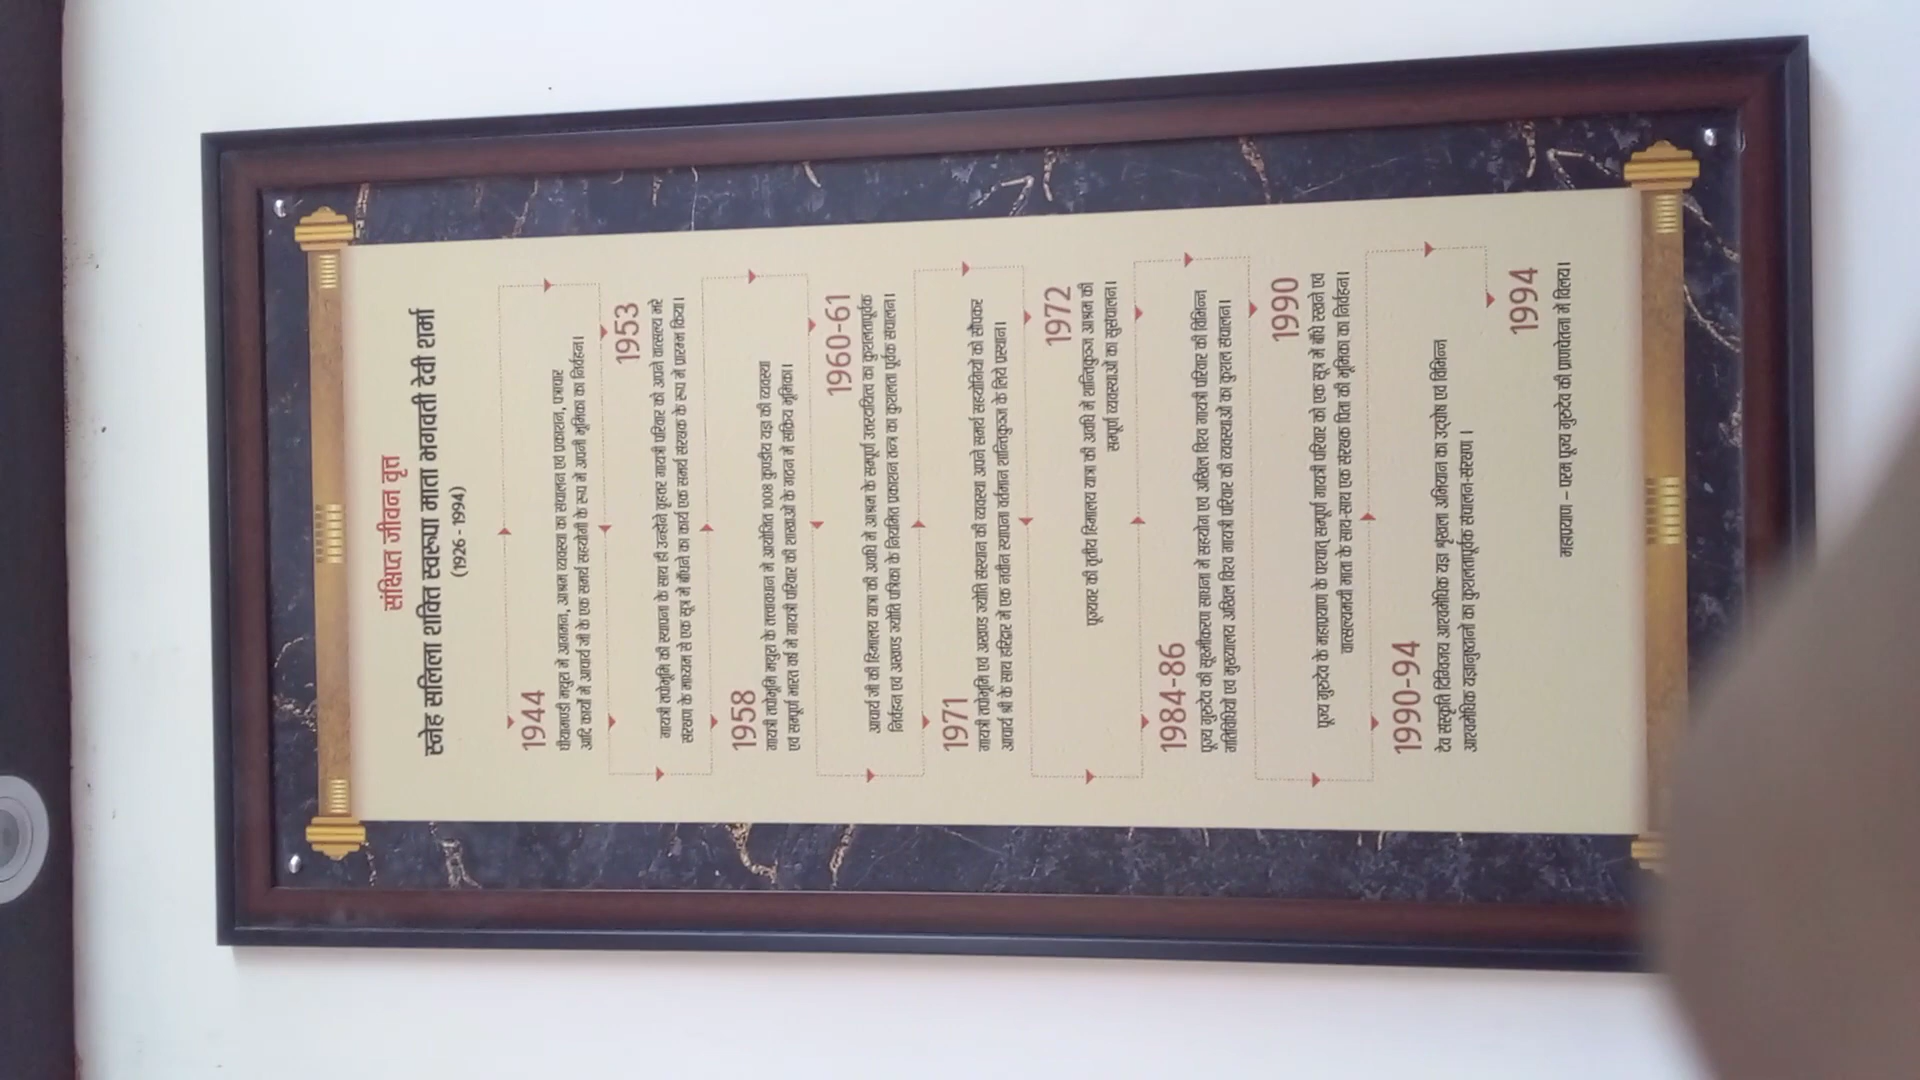 संक्षिप्त जीवन वृत्त
स्नेह सलिला शक्ति स्वरूपा माता भगवती देवी शर्मा
(1926 - 1994)
1944
घीयामण्डी मथुरा में आगमन, आश्रम व्यवस्था का संचालन एवं प्रकाशन, पत्राचार
आदि कार्यों में आचार्य जी के एक समर्थ सहयोगी के रूप में अपनी भूमिका का निर्वहन।
1953
गायत्री तपोभूमि की स्थापना के साथ ही उन्होंने वृहत्तर गायत्री परिवार को अपने वात्सल्य भरे
संरक्षण के माध्यम से एक सूत्र में बाँधने का कार्य एक समर्थ संरक्षक के रूप में प्रारम्भ किया।
1958
गायत्री तपोभूमि मथुरा के तत्वावधान में आयोजित 1008 कुण्डीय यज्ञ की व्यवस्था
एवं सम्पूर्ण भारत वर्ष में गायत्री परिवार की शाखाओं के गठन में सक्रिय भूमिका।
1960-61
आचार्य जी की हिमालय यात्रा की अवधि में आश्रम के सम्पूर्ण उत्तरदायित्व का कुशलतापूर्वक
निर्वहन एवं अखण्ड ज्योति पत्रिका के नियमित प्रकाशन तन्त्र का कुशलता पूर्वक संचालन।
1971
गायत्री तपोभूमि एवं अखण्ड ज्योति संस्थान की व्यवस्था अपने समर्थ सहयोगियों को सौंपकर
आचार्य श्री के साथ हरिद्वार में एक नवीन स्थापना वर्तमान शान्तिकुञ्ज के लिये प्रस्थान।
1972
पूज्यवर की तृतीय हिमालय यात्रा की अवधि में शान्तिकुञ्ज आश्रम की
सम्पूर्ण व्यवस्थाओं का सुसंचालन।
1984-86
पूज्य गुरुदेव की सूक्ष्मीकरण साधना में सहयोग एवं अखिल विश्व गायत्री परिवार की विभिन्न
गतिविधियों एवं मुख्यालय अखिल विश्व गायत्री परिवार की व्यवस्थाओं का कुशल संचालन।
1990
पूज्य गुरुदेव के महाप्रयाण के पश्चात् सम्पूर्ण गायत्री परिवार को एक सूत्र में बाँधे रखने एवं
वात्सल्यमयी माता के साथ-साथ एक संरक्षक पिता की भूमिका का निर्वहन।
1990-94
देव संस्कृति दिग्विजय आश्वमेधिक यज्ञ श्रृंखला अभियान का उद्घोष एवं विभिन्न
आश्वमेधिक यज्ञानुष्ठानों का कुशलतापूर्वक संचालन-संरक्षण ।
1994
महाप्रयाण – परम पूज्य गुरुदेव की प्राणचेतना में विलय।